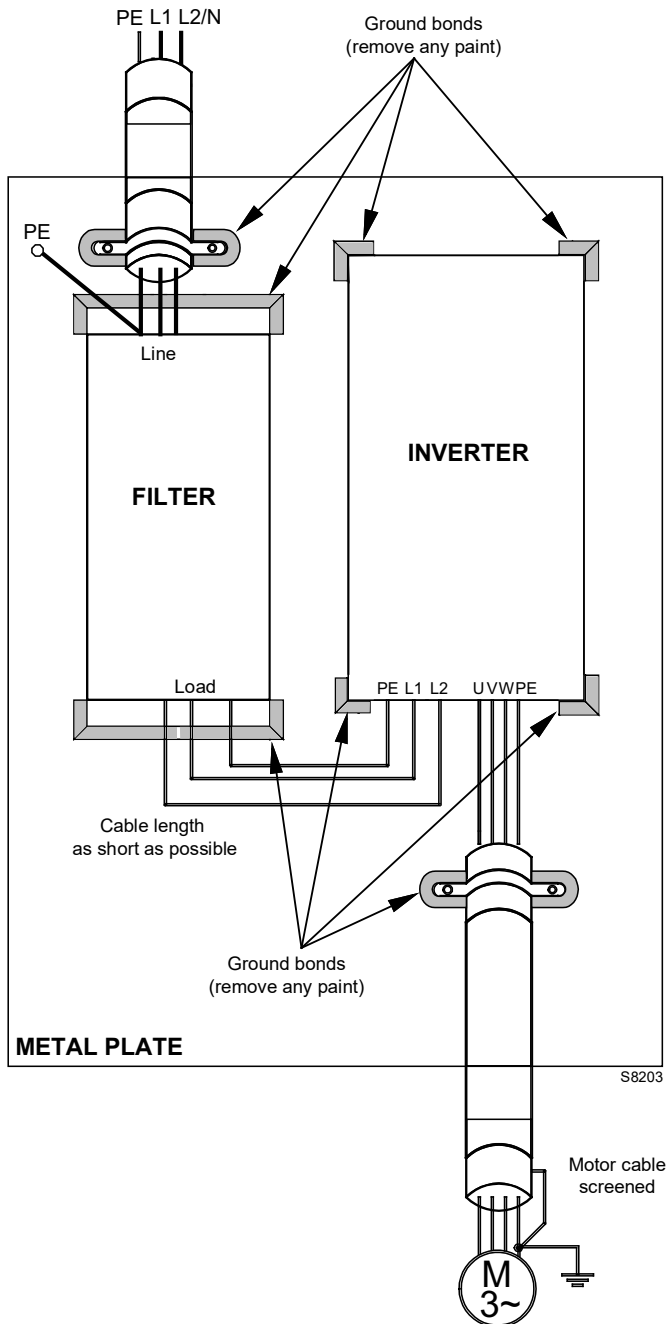 PE L1 L2/N
Ground bonds
(remove any paint)
PE
Line
FILTER
INVERTER
Load
PE L1 L2 U V W PE
Cable length
as short as possible
Ground bonds
(remove any paint)
METAL PLATE
S8203
Motor cable
screened
M
3~